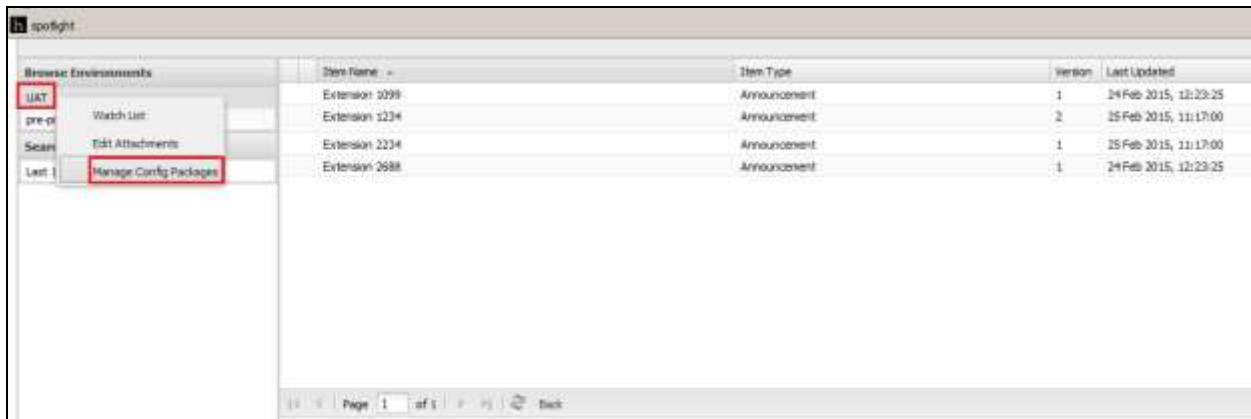 h spotlight
Browse Environments
Item Name
Item Type
Version
Last Updated
UAT
Extension 1099
Announcement
1
24 Feb 2015, 12:23:25
pre-p
Watch List
Extension 1234
Announcement
2
25 Feb 2015, 11:17:00
Sear
Edit Attachments
Extension 2234
Announcement
1
25 Feb 2015, 11:17:00
Last 1
Manage Config Packages
Extension 2688
Announcement
1
24 Feb 2015, 12:23:25
Page 1 of 1 Back